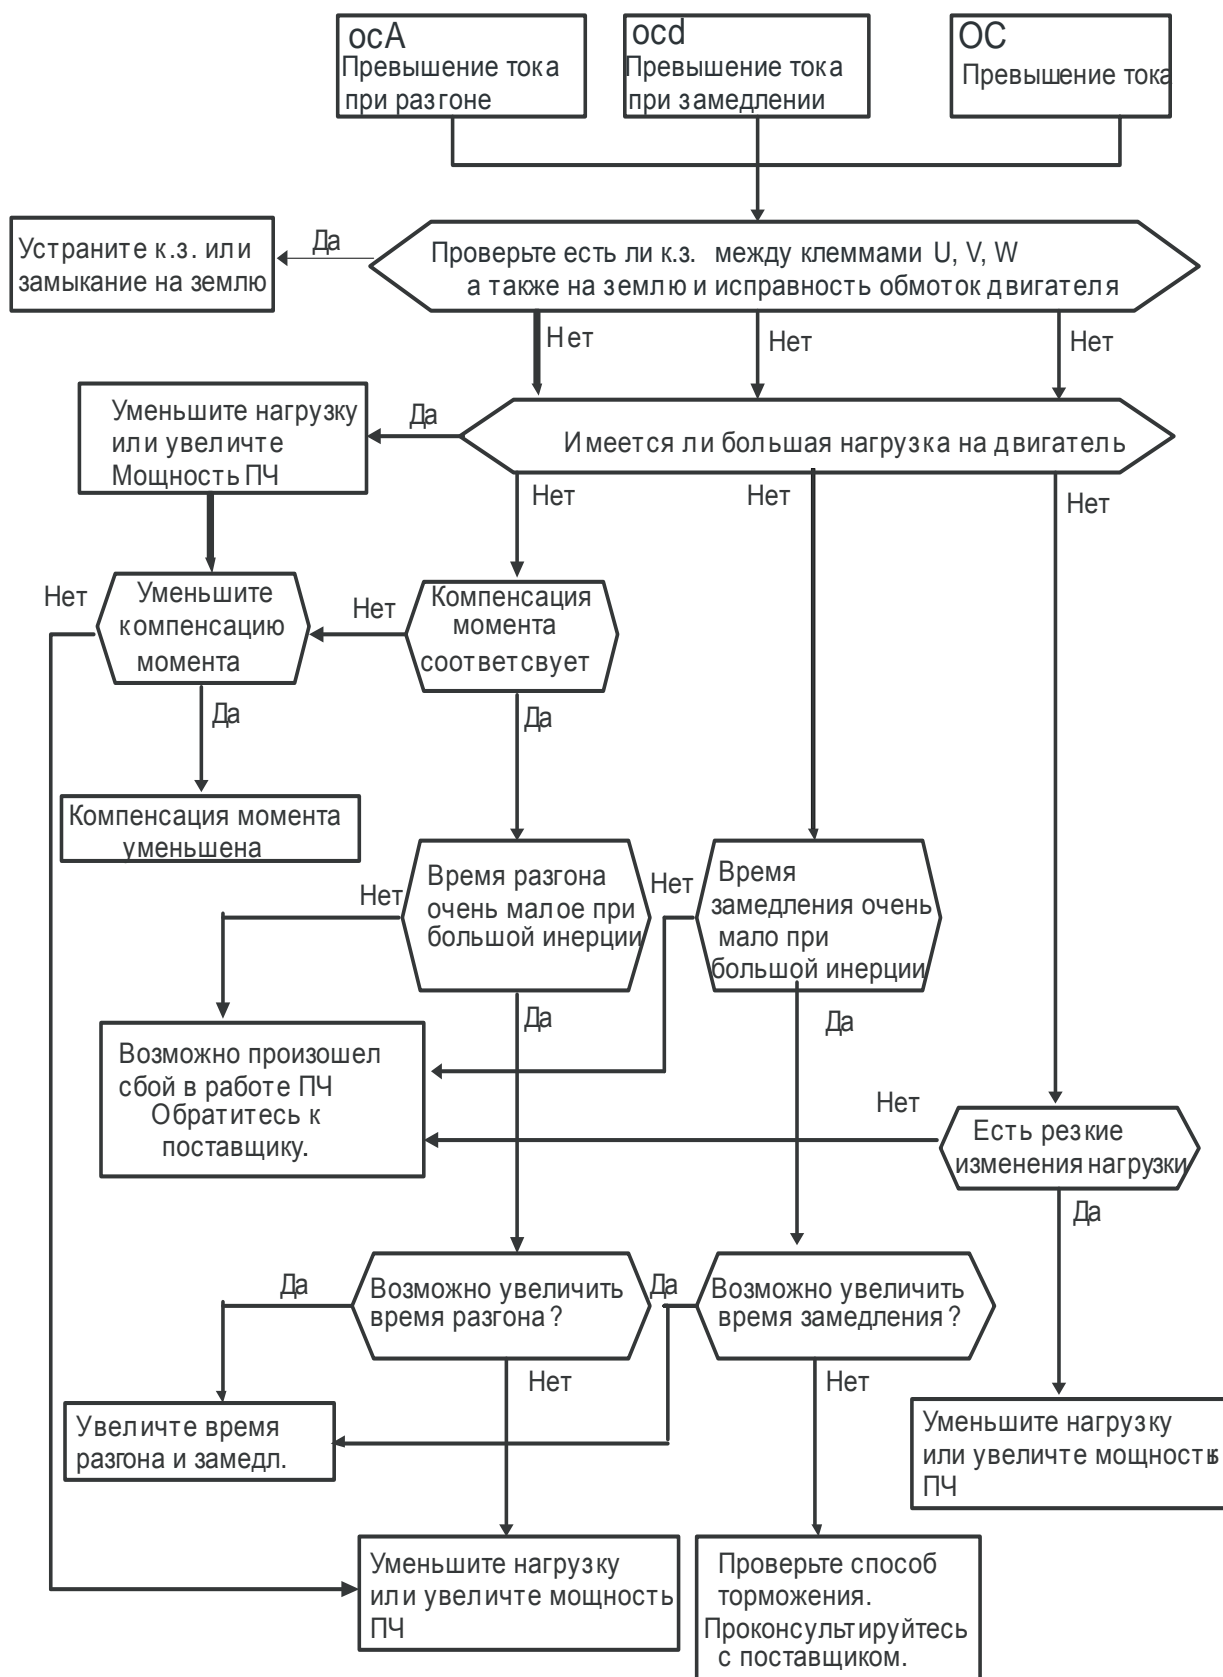 ocA
Превышение тока
при разгоне
ocd
Превышение тока
при замедлении
OC
Превышение тока
Устраните к.з. или
замыкание на землю
Да
Проверьте есть ли к.з. между клеммами U, V, W
а также на землю и исправность обмоток двигателя
Нет
Нет
Нет
Уменьшите нагрузку
или увеличте
Мощность ПЧ
Да
Имеется ли большая нагрузка на двигатель
Нет
Нет
Нет
Нет
Уменьшите
компенсацию
момента
Нет
Компенсация
момента
соответсвует
Да
Да
Компенсация момента
уменьшена
Нет
Время разгона
очень малое при
большой инерции
Нет
Время
замедления очень
мало при
большой инерции
Да
Да
Возможно произошел
сбой в работе ПЧ
Обратитесь к
поставщику.
Нет
Есть резкие
изменения нагрузки
Да
Да
Возможно увеличить
время разгона?
Да
Возможно увеличить
время замедления?
Нет
Нет
Увеличте время
разгона и замедл.
Уменьшите нагрузку
или увеличте мощность
ПЧ
Уменьшите нагрузку
или увеличте мощность
ПЧ
Проверьте способ
торможения.
Проконсультируйтесь
с поставщиком.